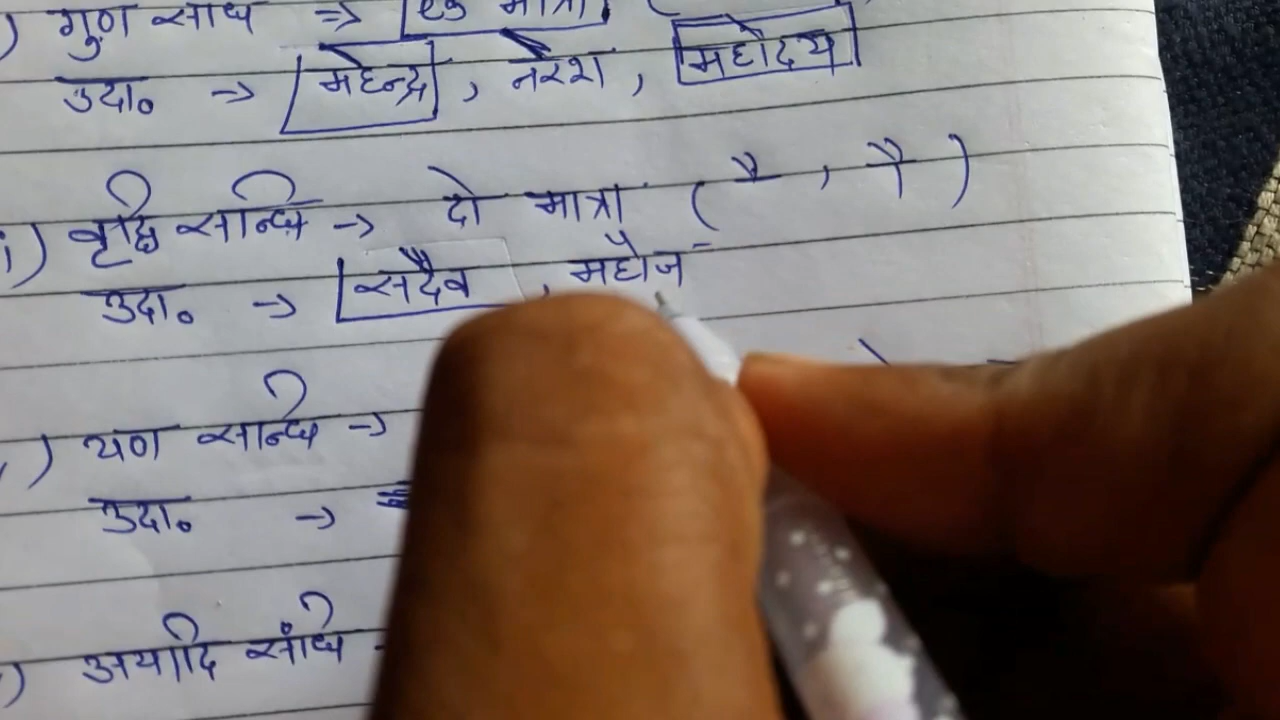 ) गुण संधि => एक मात्रा (
उदा० -> महेन्द्र, नरेश, महोदय
i) वृद्धि सन्धि -> दो मात्रा ( ै , ौ )
उदा० -> सदैव, महौज
) यण सन्धि ->
उदा० ->
) अयादि संधि -